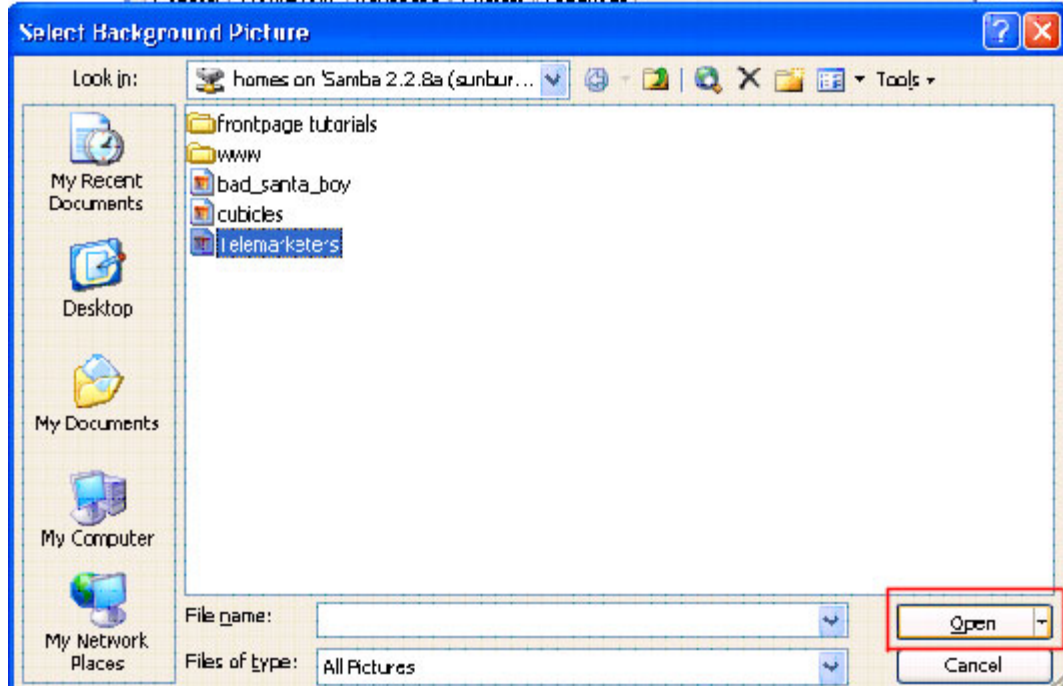 Select Background Picture
Look in:
homes on 'Samba 2.2.8a (sunbur...
Tools
frontpage tutorials
www
bad_santa_boy
cubicles
Telemarketers
My Recent
Documents
Desktop
My Documents
My Computer
My Network
Places
File name:
Open
Files of type:
All Pictures
Cancel